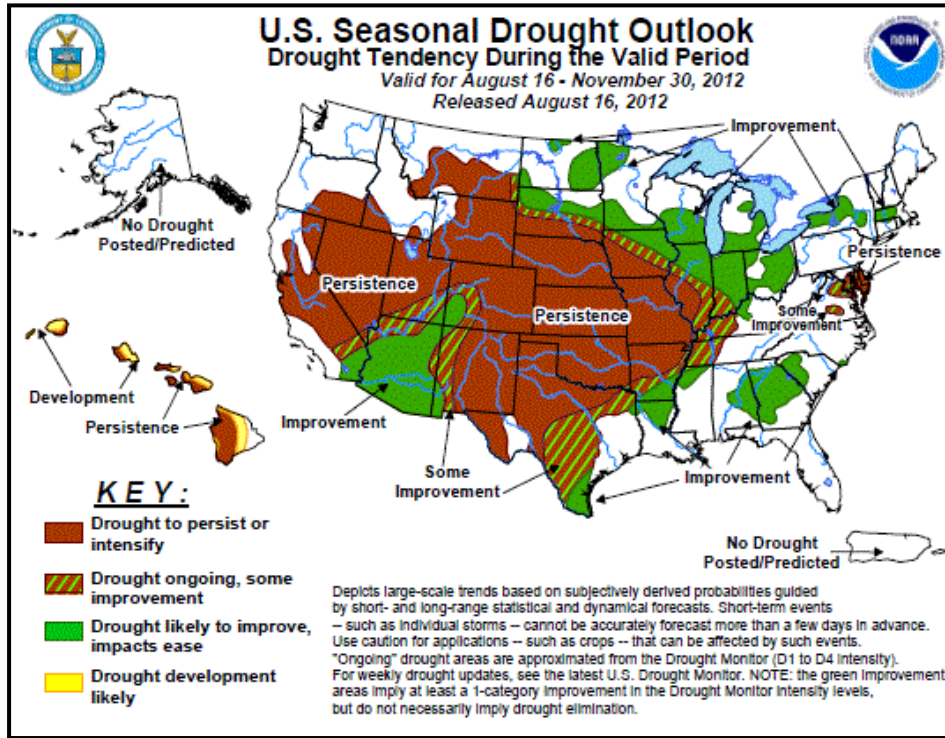 U.S. Seasonal Drought Outlook
Drought Tendency During the Valid Period
Valid for August 16 - November 30, 2012
Released August 16, 2012
NOAA
Improvement
No Drought
Posted/Predicted
Persistence
Persistence
Persistence
Some
Improvement
Development
Persistence
Improvement
Some
Improvement
Improvement
KEY:
Drought to persist or
intensify
Drought ongoing, some
improvement
Drought likely to improve,
impacts ease
Drought development
likely
No Drought
Posted/Predicted
Depicts large-scale trends based on subjectively derived probabilities guided
by short- and long-range statistical and dynamical forecasts. Short-term events
-- such as individual storms -- cannot be accurately forecast more than a few days in advance.
Use caution for applications -- such as crops -- that can be affected by such events.
"Ongoing" drought areas are approximated from the Drought Monitor (D1 to D4 intensity).
For weekly drought updates, see the latest U.S. Drought Monitor. NOTE: the green improvement
areas imply at least a 1-category improvement in the Drought Monitor intensity levels,
but do not necessarily imply drought elimination.